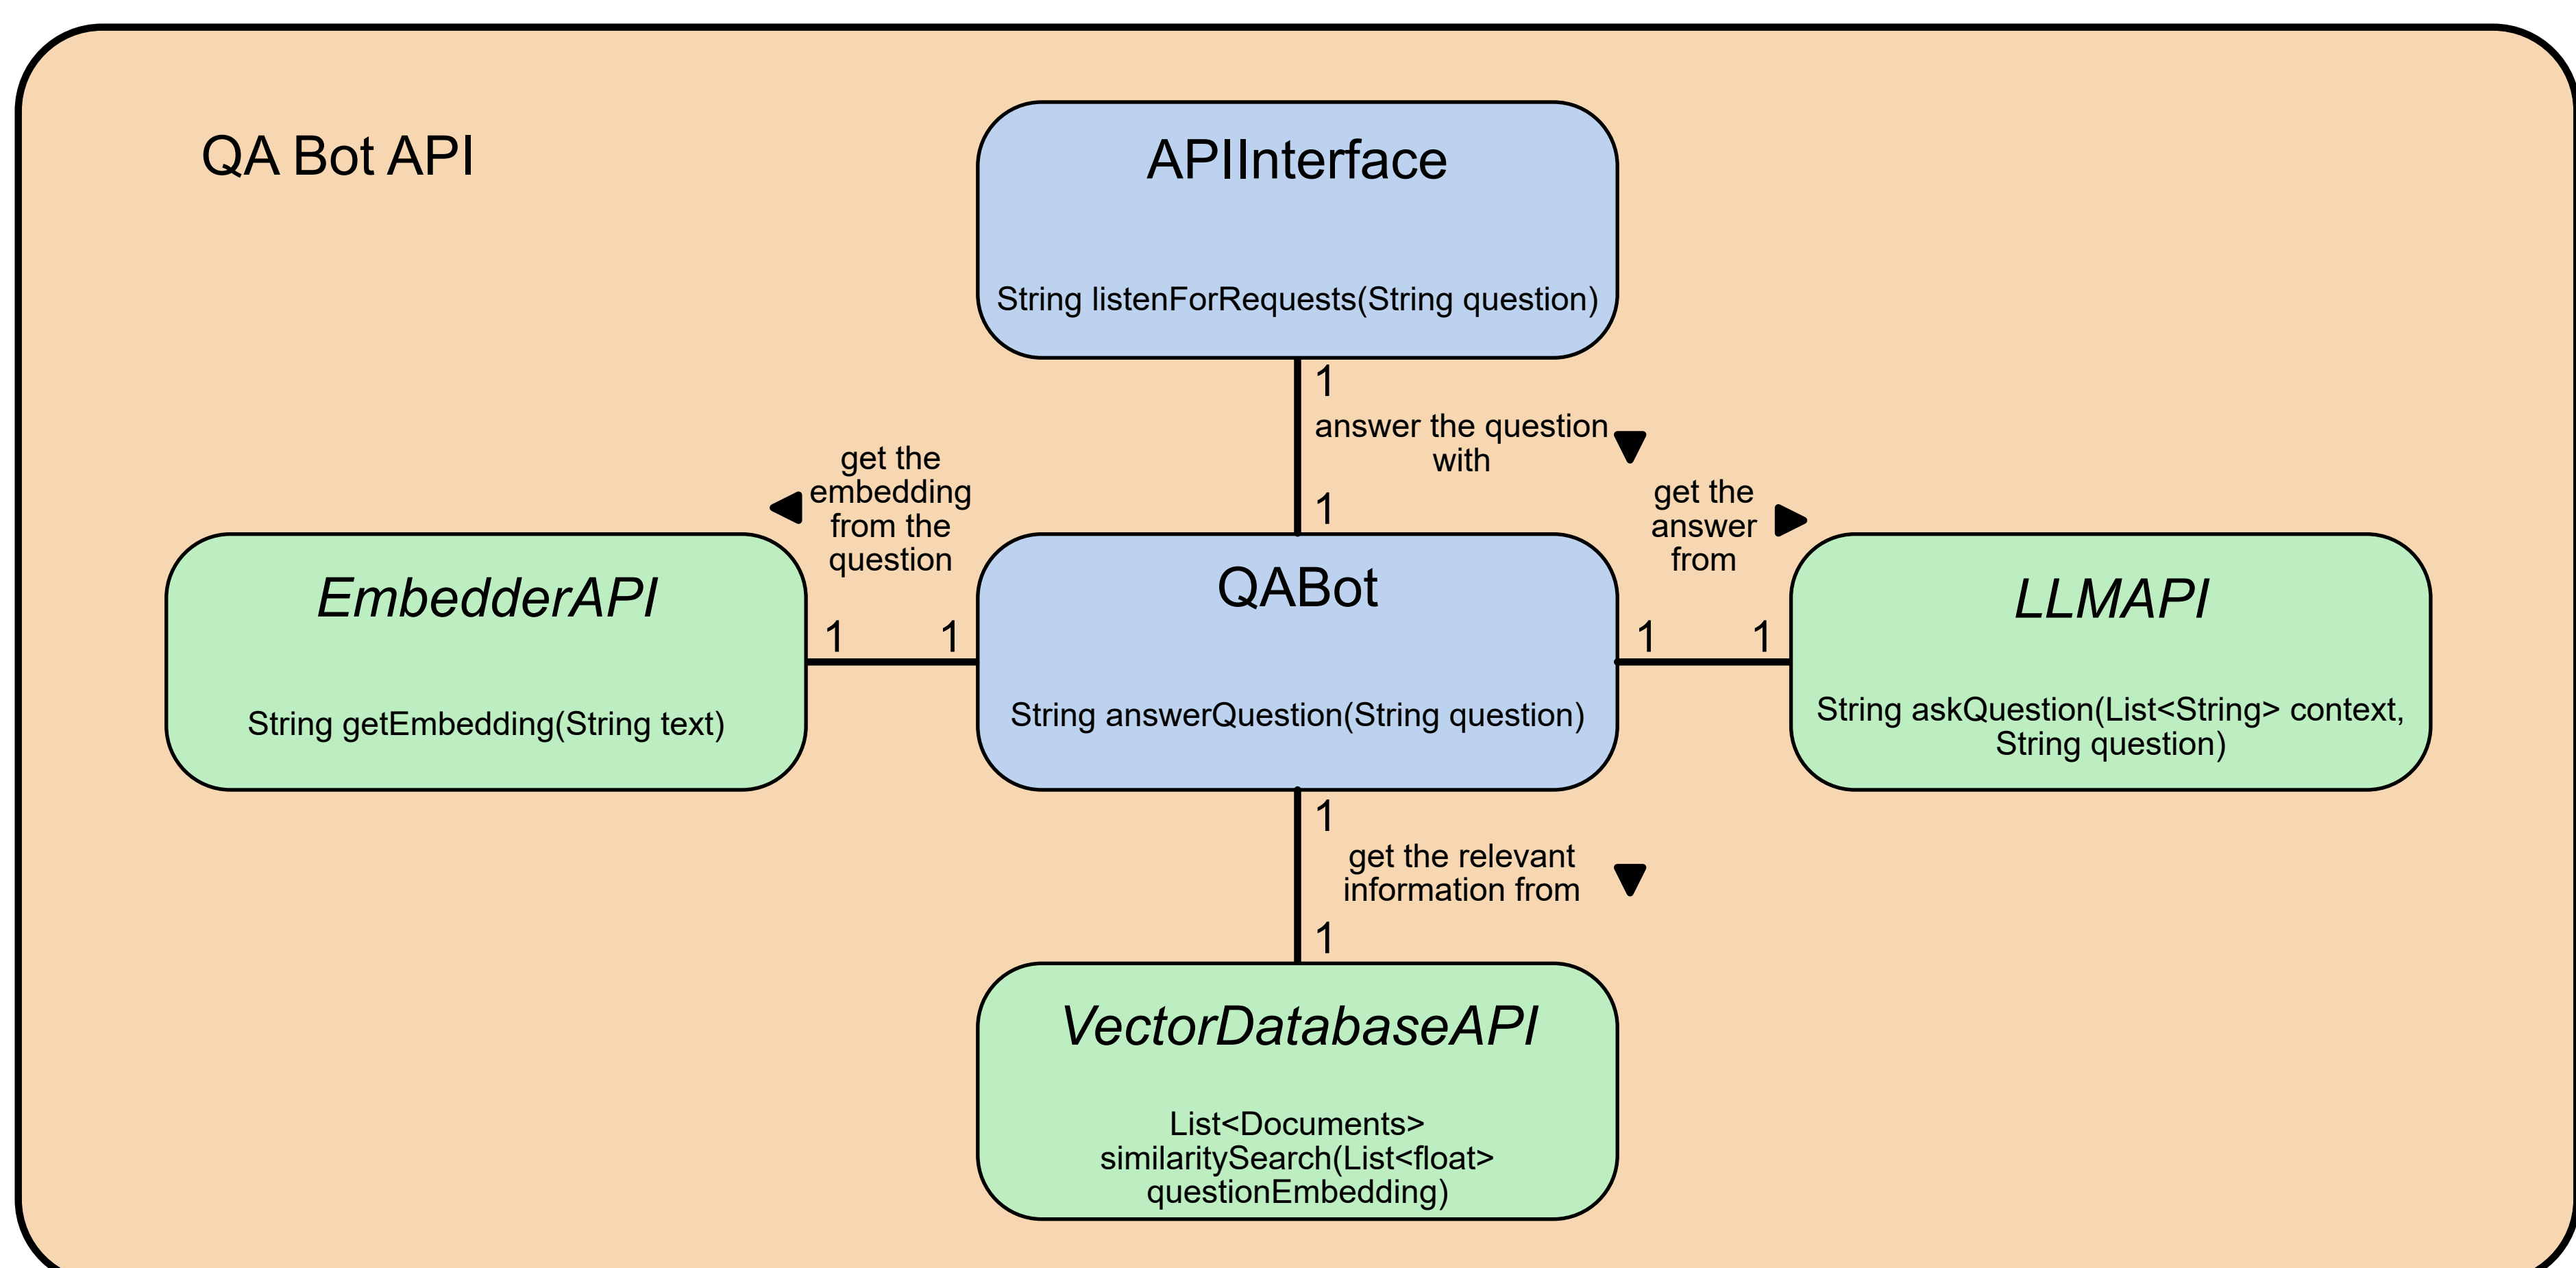 QA Bot API
APIInterface
String listenForRequests(String question)
1
answer the question
with
1
get the
embedding
from the
question
get the
answer
from
EmbedderAPI
String getEmbedding(String text)
1 1
QABot
String answerQuestion(String question)
1 1
LLMAPI
String askQuestion(List<String> context,
String question)
1
get the relevant
information from
1
VectorDatabaseAPI
List<Documents>
similaritySearch(List<float>
questionEmbedding)